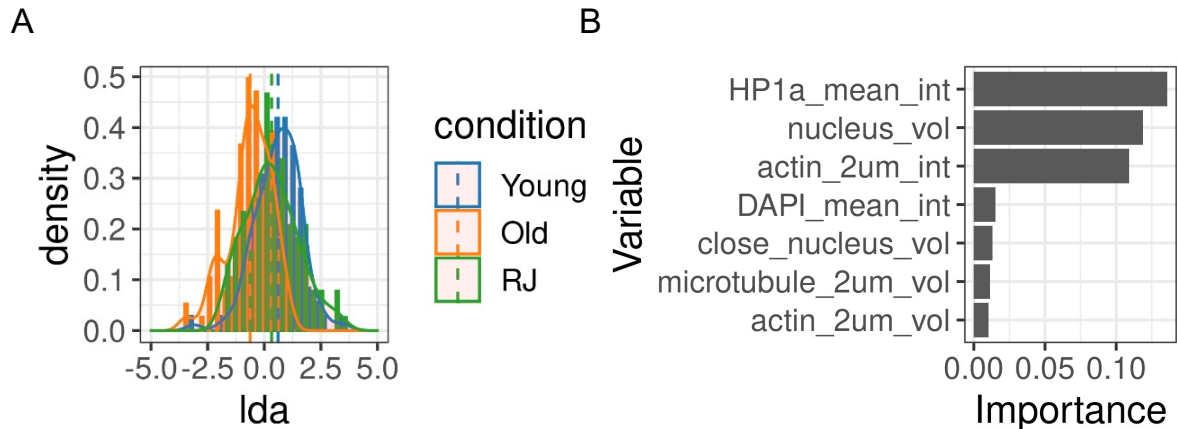 A
density
0.5
0.4
0.3
0.2
0.1
0.0
-5.0 -2.5 0.0 2.5 5.0
lda
condition
Young
Old
RJ
B
Variable
HP1a_mean_int
nucleus_vol
actin_2um_int
DAPI_mean_int
close_nucleus_vol
microtubule_2um_vol
actin_2um_vol
0.00 0.05 0.10
Importance